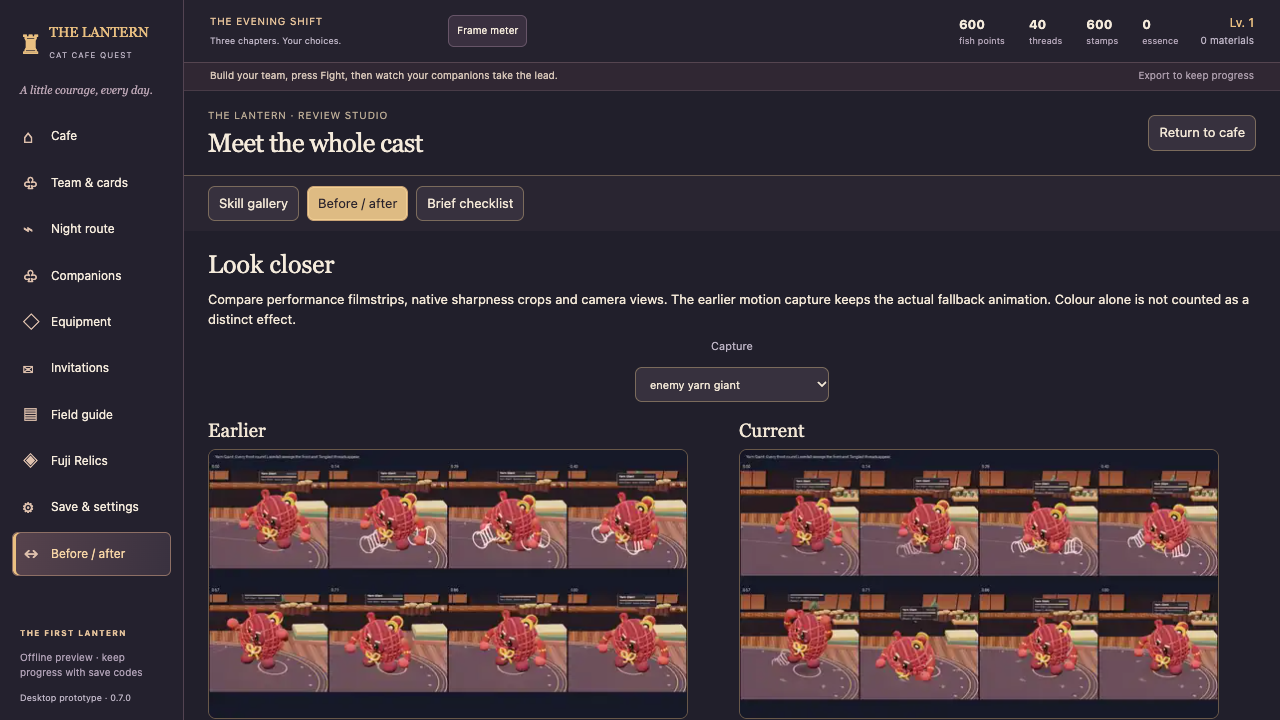 THE LANTERN
CAT CAFE QUEST
A little courage, every day.
Cafe
Team & cards
Night route
Companions
Equipment
Invitations
Field guide
Fuji Relics
Save & settings
Before / after
THE FIRST LANTERN
Offline preview · keep
progress with save codes
Desktop prototype · 0.7.0
THE EVENING SHIFT
Three chapters. Your choices.
Frame meter
600
fish points
40
threads
600
stamps
0
essence
Lv. 1
0 materials
Build your team, press Fight, then watch your companions take the lead.
Export to keep progress
THE LANTERN · REVIEW STUDIO
Meet the whole cast
Return to cafe
Skill gallery
Before / after
Brief checklist
Look closer
Compare performance filmstrips, native sharpness crops and camera views. The earlier motion capture keeps the actual fallback animation. Colour alone is not counted as a
distinct effect.
Capture
enemy yarn giant
Earlier
Current